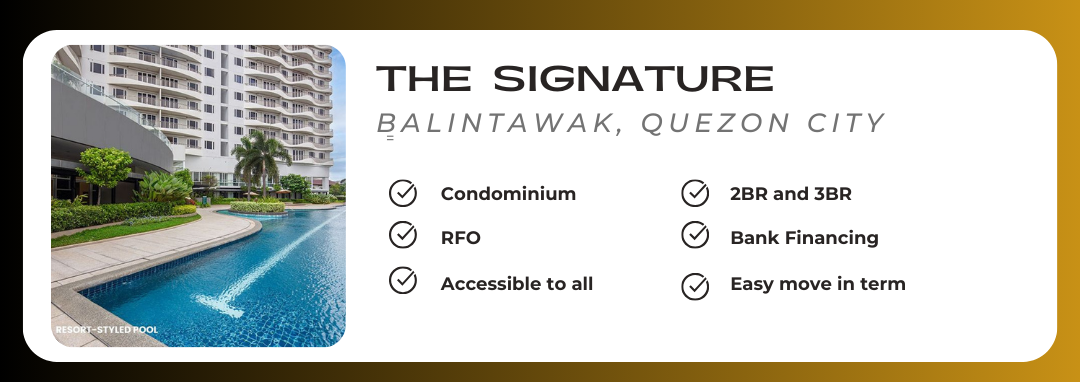 THE SIGNATURE
BALINTAWAK, QUEZON CITY
Condominium
RFO
Accessible to all
2BR and 3BR
Bank Financing
Easy move in term
RESORT-STYLED POOL